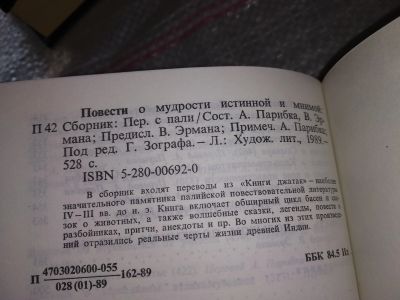 Повести о мудрости истинной и мнимой:
П 42 Сборник: Пер. с пали/Сост. А. Парибка, В. Эр-
мана; Предисл. В. Эрмана; Примеч. А. Парибка;
Под ред. Г. Зографа.— Л.: Худож. лит., 1989.—
528 с.
ISBN 5-280-00692-0
В сборник входят переводы из «Книги джатак» — наиболее
значительного памятника палийской повествовательной литературы
IV—III вв. до н. э. Книга включает обширный цикл басен и ска-
зок о животных, а также волшебные сказки, легенды, повести о
разбойниках, притчи, анекдоты и пр. Во многих из этих произведе-
ний отразились реальные черты жизни древней Индии.
П 4703020600-055
028 (01)-89 162-89
ББК 84.5